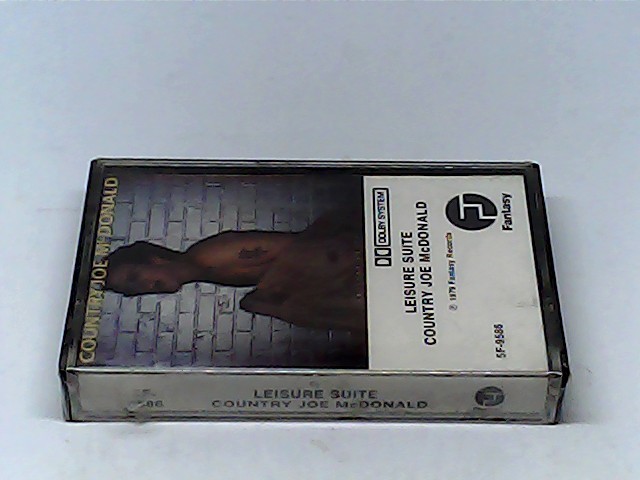 COUNTRY JOE McDONALD
DOLBY SYSTEM
LEISURE SUITE
COUNTRY JOE McDONALD
℗ 1979 Fantasy Records
Fantasy
5F-9586
LEISURE SUITE
COUNTRY JOE McDONALD